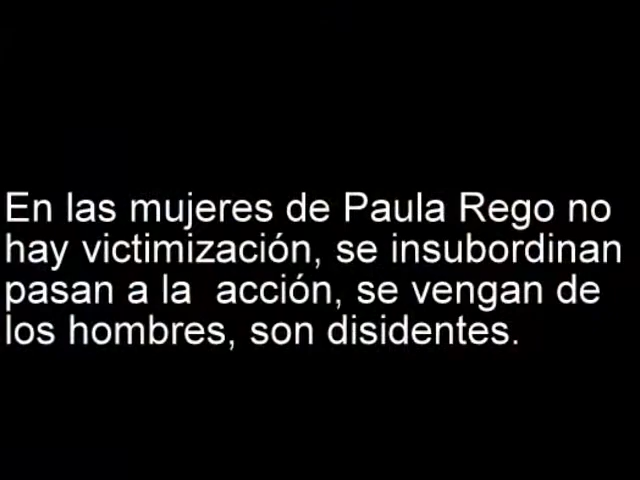 En las mujeres de Paula Rego no
hay victimización, se insubordinan
pasan a la  acción, se vengan de
los hombres, son disidentes.